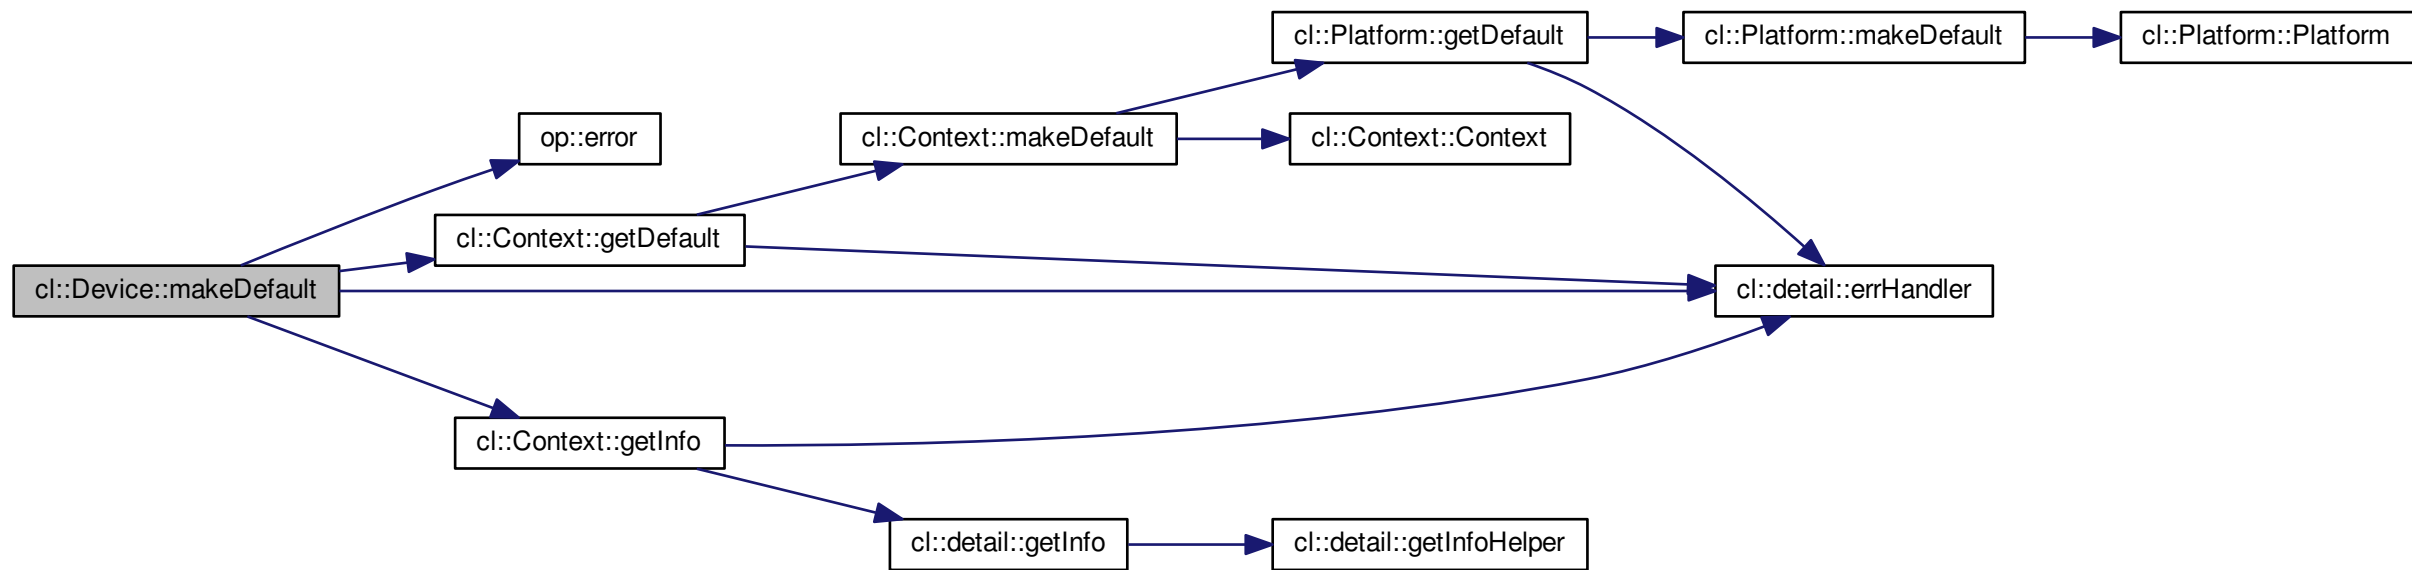 cl::Platform::getDefault
cl::Platform::makeDefault
cl::Platform::Platform
op::error
cl::Context::makeDefault
cl::Context::Context
cl::Context::getDefault
cl::Device::makeDefault
cl::detail::errHandler
cl::Context::getInfo
cl::detail::getInfo
cl::detail::getInfoHelper